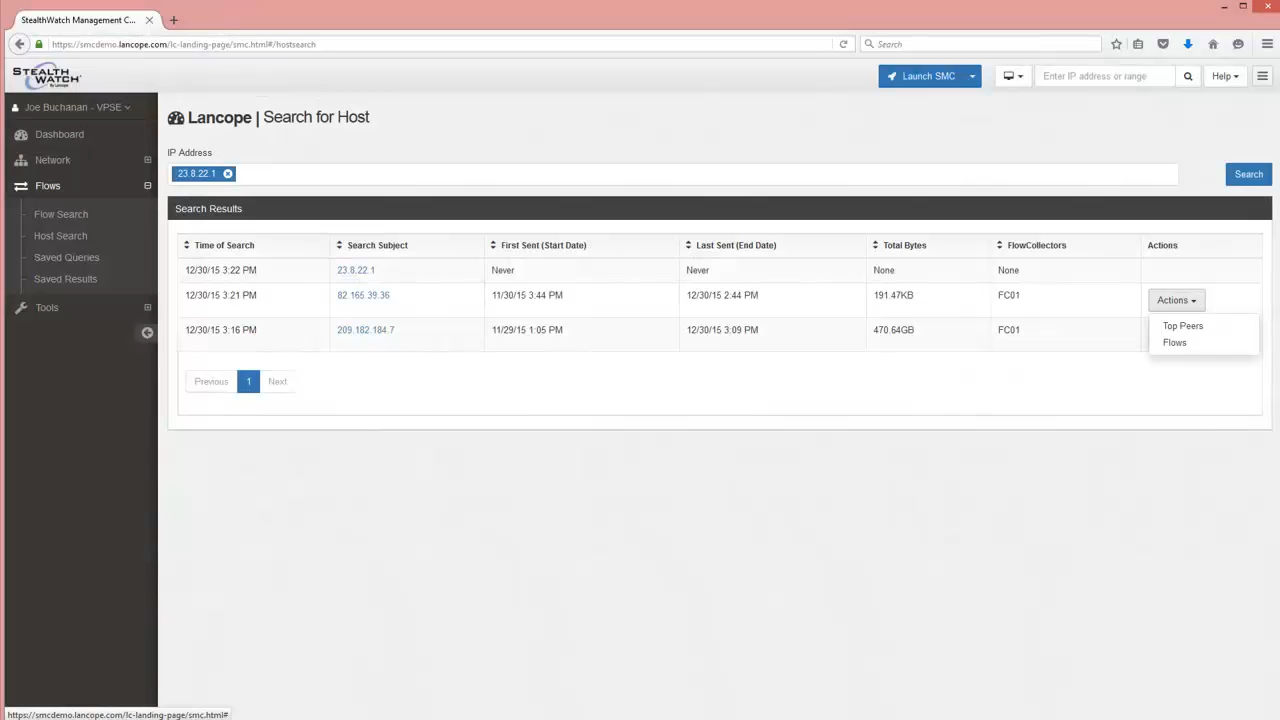 StealthWatch Management C...
https://smcdemo.lancope.com/lc-landing-page/smc.html#/hostsearch
Search
STEALTH
WATCH
By Lancope
Launch SMC
Enter IP address or range
Help
Joe Buchanan - VPSE
Dashboard
Network
Flows
Flow Search
Host Search
Saved Queries
Saved Results
Tools
Lancope | Search for Host
IP Address
23.8.22.1
Search
Search Results
Time of Search Search Subject First Sent (Start Date) Last Sent (End Date) Total Bytes FlowCollectors Actions
12/30/15 3:22 PM 23.8.22.1 Never Never None None
12/30/15 3:21 PM 82.165.39.36 11/30/15 3:44 PM 12/30/15 2:44 PM 191.47KB FC01 Actions
12/30/15 3:16 PM 209.182.184.7 11/29/15 1:05 PM 12/30/15 3:09 PM 470.64GB FC01
Top Peers
Flows
Previous 1 Next
https://smcdemo.lancope.com/lc-landing-page/smc.html#